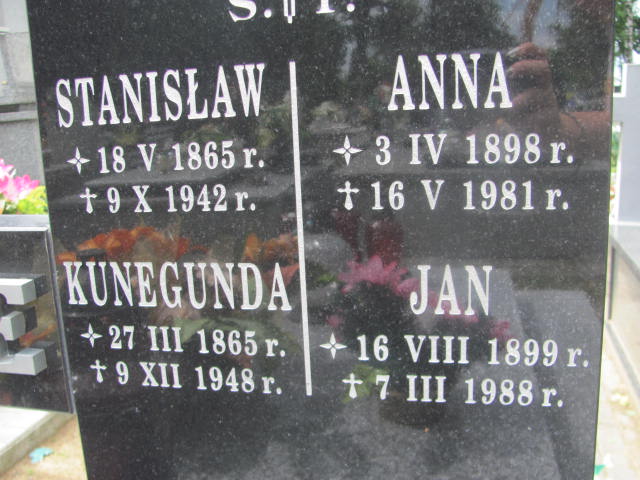 Ś. P.
STANISŁAW
18 V 1865 r.
9 X 1942 r.
KUNEGUNDA
27 III 1865 r.
9 XII 1948 r.
ANNA
3 IV 1898 r.
16 V 1981 r.
JAN
16 VIII 1899 r.
7 III 1988 r.